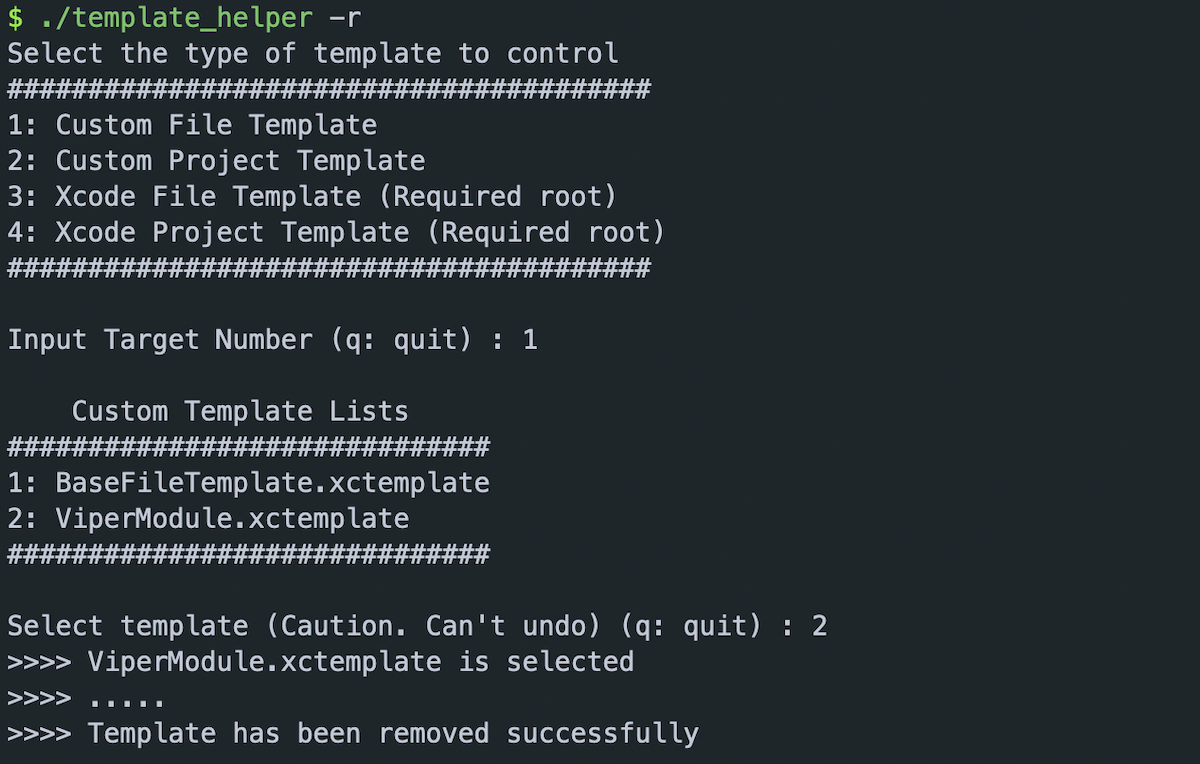 $ ./template_helper -r
Select the type of template to control
########################################
1: Custom File Template
2: Custom Project Template
3: Xcode File Template (Required root)
4: Xcode Project Template (Required root)
########################################
Input Target Number (q: quit) : 1
Custom Template Lists
##############################
1: BaseFileTemplate.xctemplate
2: ViperModule.xctemplate
##############################
Select template (Caution. Can't undo) (q: quit) : 2
>>>> ViperModule.xctemplate is selected
>>>> .....
>>>> Template has been removed successfully